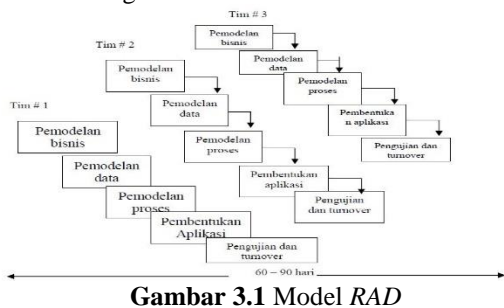 Tim # 3
Pemodelan
bisnis
Pemodelan
data
Pemodelan
proses
Pembentuka
n aplikasi
Pengujian dan
turnover
Tim # 2
Pemodelan
bisnis
Pemodelan
data
Pemodelan
proses
Pembentukan
aplikasi
Pengujian
dan turnover
Tim # 1
Pemodelan
bisnis
Pemodelan
data
Pemodelan
proses
Pembentukan
Aplikasi
Pengujian dan
turnover
60 – 90 hari
Gambar 3.1 Model RAD